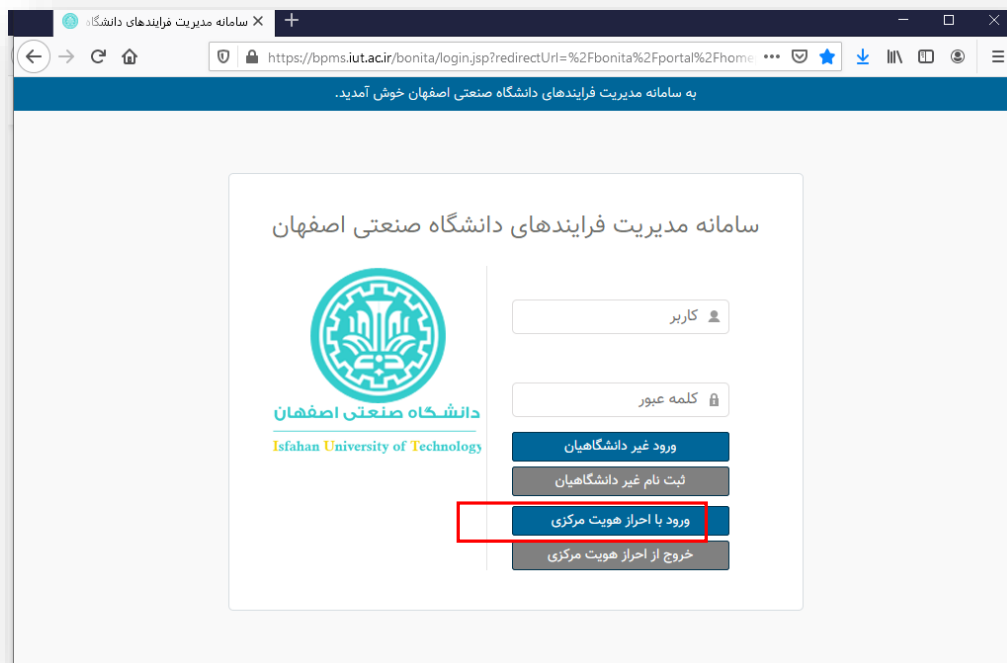 سامانه مدیریت فرایندهای دانشگاه
https://bpms.iut.ac.ir/bonita/login.jsp?redirectUrl=%2Fbonita%2Fportal%2Fhome
به سامانه مدیریت فرایندهای دانشگاه صنعتی اصفهان خوش آمدید.
سامانه مدیریت فرایندهای دانشگاه صنعتی اصفهان
کاربر
کلمه عبور
دانشگاه صنعتی اصفهان
Isfahan University of Technology
ورود غیر دانشگاهیان
ثبت نام غیر دانشگاهیان
ورود با احراز هویت مرکزی
خروج از احراز هویت مرکزی